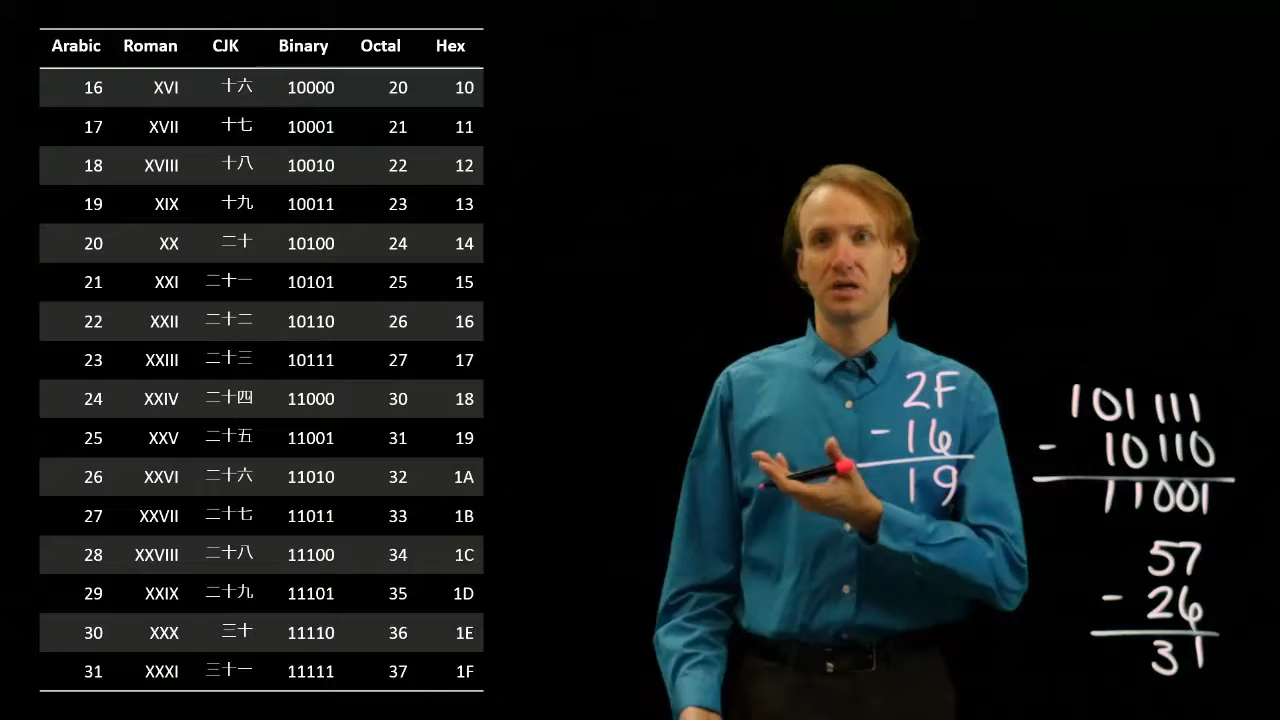 Arabic Roman CJK Binary Octal Hex
16 XVI 十六 10000 20 10
17 XVII 十七 10001 21 11
18 XVIII 十八 10010 22 12
19 XIX 十九 10011 23 13
20 XX 二十 10100 24 14
21 XXI 二十一 10101 25 15
22 XXII 二十二 10110 26 16
23 XXIII 二十三 10111 27 17
24 XXIV 二十四 11000 30 18
25 XXV 二十五 11001 31 19
26 XXVI 二十六 11010 32 1A
27 XXVII 二十七 11011 33 1B
28 XXVIII 二十八 11100 34 1C
29 XXIX 二十九 11101 35 1D
30 XXX 三十 11110 36 1E
31 XXXI 三十一 11111 37 1F
2F
- 16
19
101111
- 10110
11001
57
- 26
31